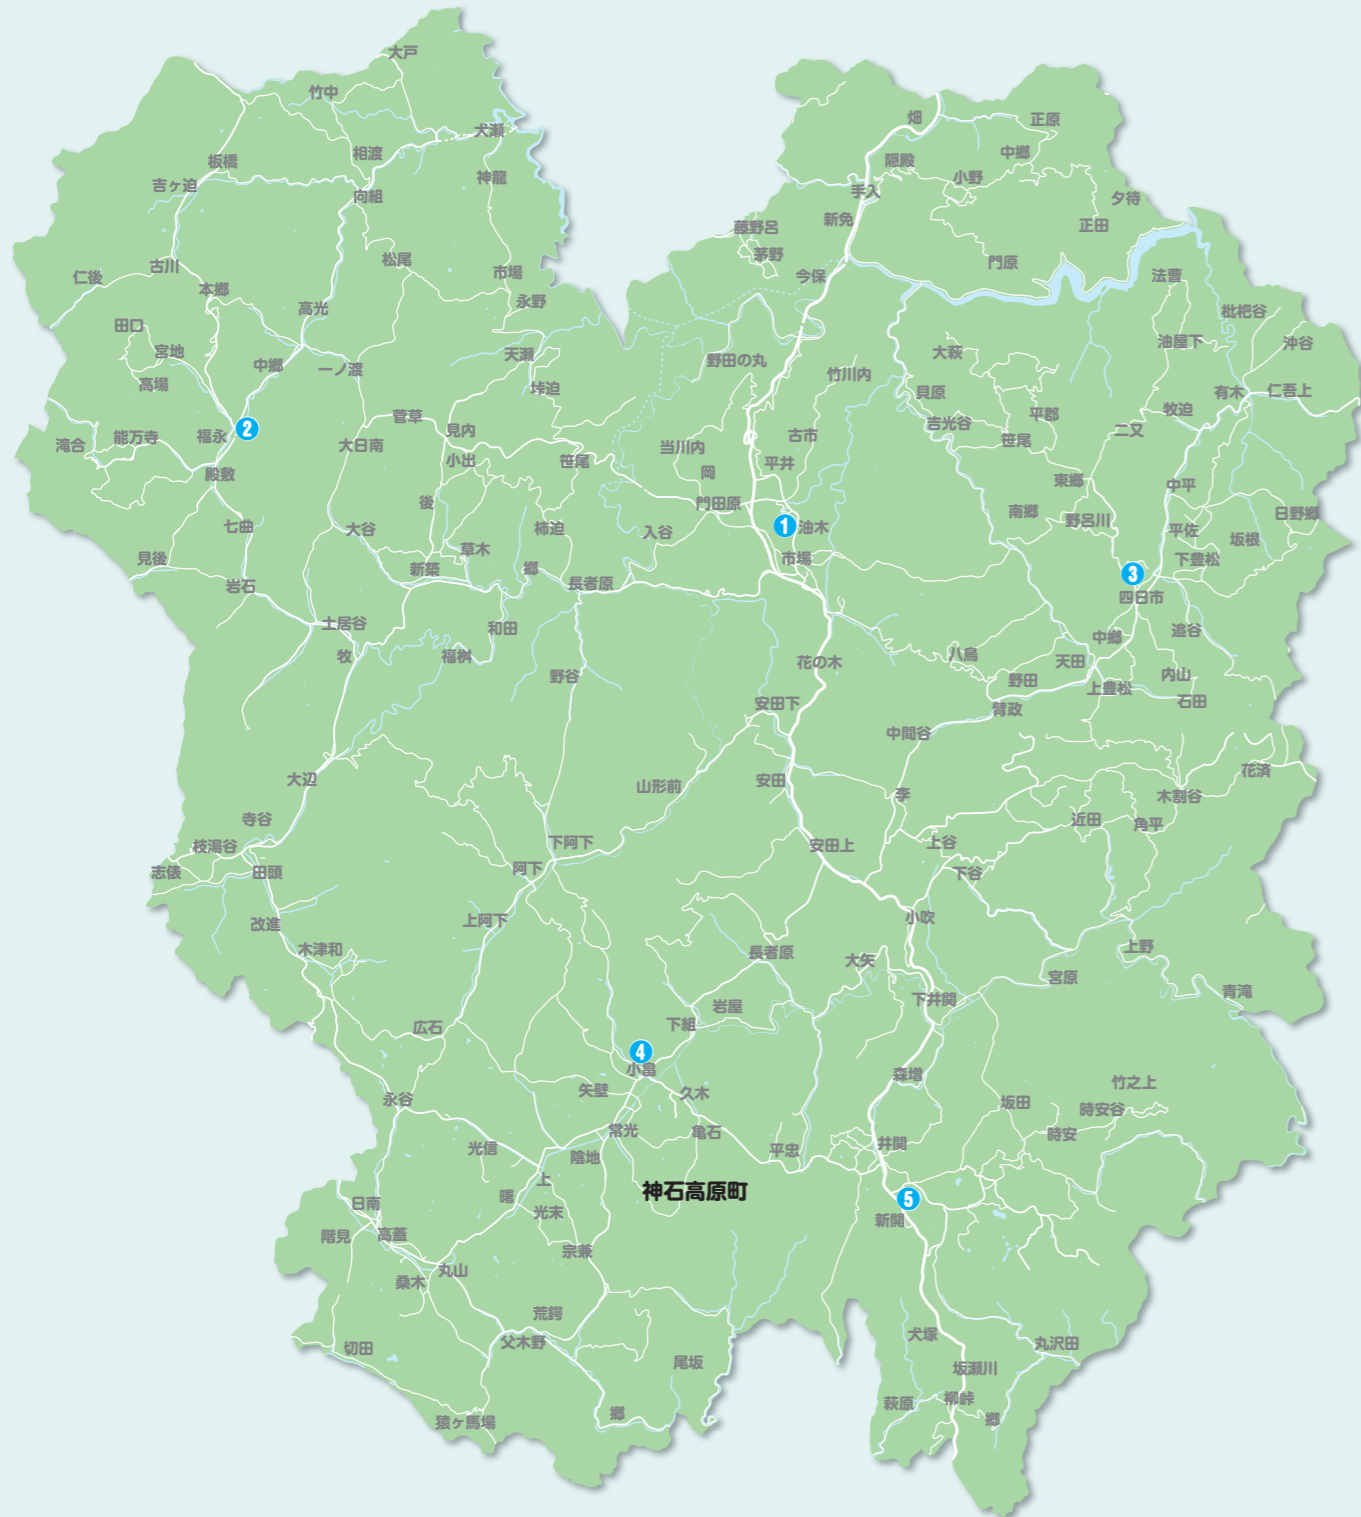 大戸
竹中
犬瀬
相渡
板橋
神龍
吉ヶ迫
向組
松尾
古川
仁後
市場
本郷
永野
高光
田口
宮地
天瀬
中郷
一ノ渡
高場
垰迫
菅草
見内
福永
2
能万寺
滝合
大日南
小出
笹尾
殿敷
後
七曲
大谷
柿迫
入谷
草木
見後
新築
郷
長者原
岩石
土居谷
和田
牧
福桝
野谷
畑
正原
隠殿
中郷
小野
手入
夕待
新免
正田
藤野呂
茅野
門原
今保
法曹
枇杷谷
大萩
油屋下
沖谷
野田の丸
竹川内
貝原
有木
仁吾上
平郡
牧迫
吉光谷
二又
笹尾
古市
当川内
平井
岡
東郷
中平
門田原
1
油木
南郷
野呂川
平佐
日野郷
坂根
市場
下豊松
3
四日市
追谷
中郷
八鳥
天田
花の木
野田
内山
上豊松
石田
臂政
安田下
中間谷
大辺
山形前
安田
花済
李
木割谷
寺谷
近田
角平
枝湯谷
下阿下
安田上
上谷
志俵
田頭
阿下
下谷
改進
上阿下
小吹
木津和
長者原
大矢
上野
宮原
岩屋
下井関
青滝
広石
下組
4
小畠
森増
矢壁
久木
竹之上
永谷
坂田
時安谷
常光
亀石
時安
光信
陰地
平忠
井関
上
神石高原町
曙
5
日南
光末
新開
階見
高蓋
宗兼
丸山
桑木
荒鍔
犬塚
父木野
丸沢田
切田
尾坂
坂瀬川
萩原
柳峠
郷
郷
猿ヶ馬場